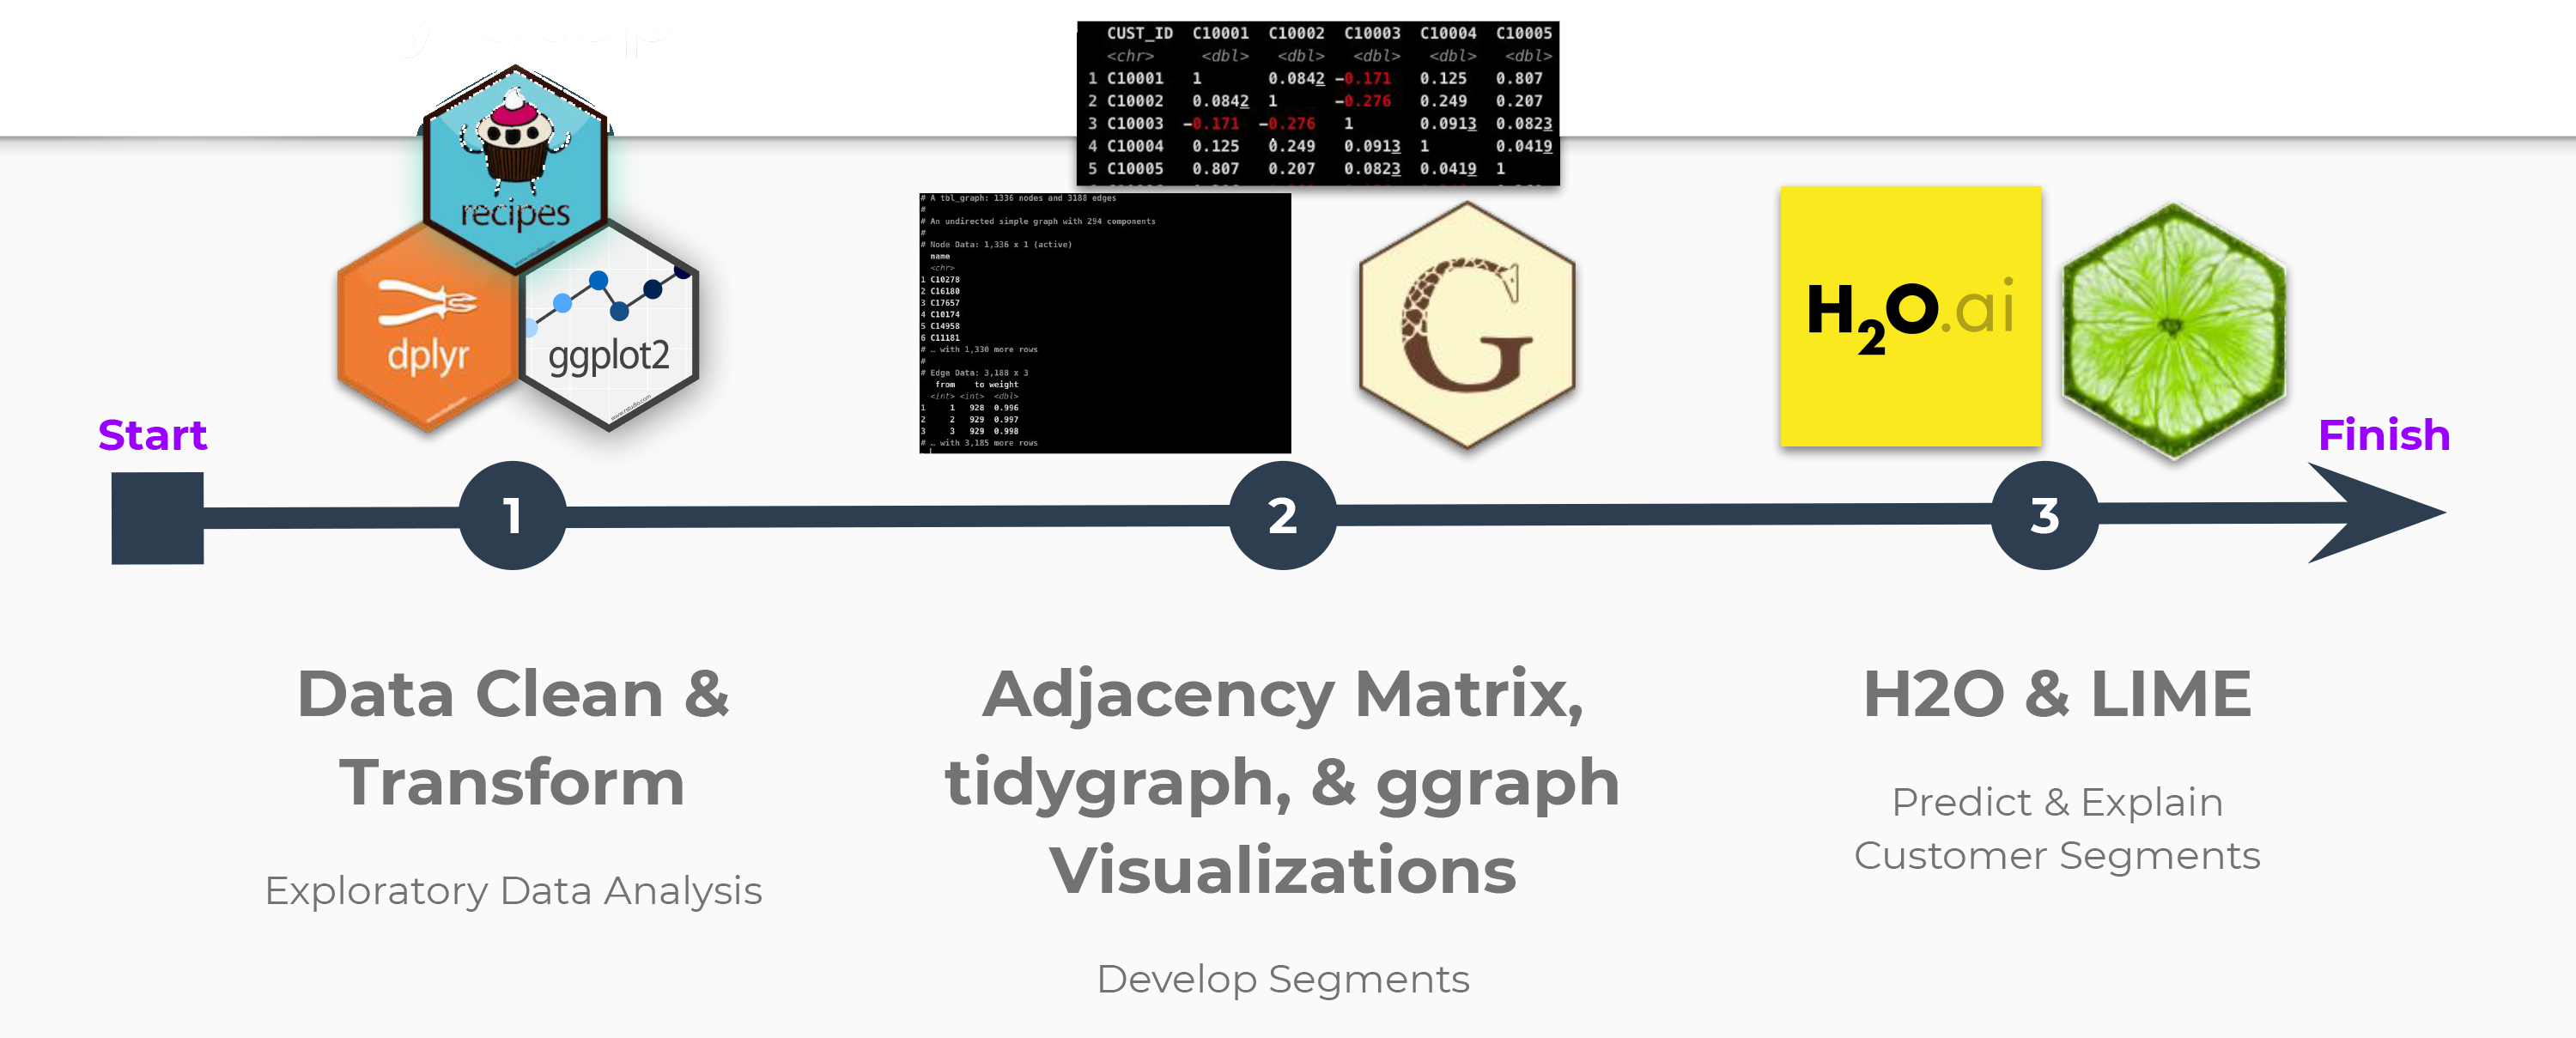 CUST_ID C10001 C10002 C10003 C10004 C10005
<chr> <dbl> <dbl> <dbl> <dbl> <dbl>
1 C10001 1 0.0842 -0.171 0.125 0.807
2 C10002 0.0842 1 -0.276 0.249 0.207
3 C10003 -0.171 -0.276 1 0.0913 0.0823
4 C10004 0.125 0.249 0.0913 1 0.0419
5 C10005 0.807 0.207 0.0823 0.0419 1
recipes
dplyr
ggplot2
www.rstudio.com
# A tbl_graph: 1336 nodes and 3188 edges
#
# An undirected simple graph with 294 components
#
# Node Data: 1,336 x 1 (active)
name
<chr>
1 C10278
2 C16180
3 C17657
4 C10174
5 C14958
6 C11181
# … with 1,330 more rows
#
# Edge Data: 3,188 x 3
from to weight
<int> <int> <dbl>
1 1 928 0.996
2 2 929 0.997
3 3 929 0.998
# … with 3,185 more rows
G
H2O.ai
Start
Finish
1
2
3
Data Clean &
Transform
Exploratory Data Analysis
Adjacency Matrix,
tidygraph, & ggraph
Visualizations
Develop Segments
H2O & LIME
Predict & Explain
Customer Segments